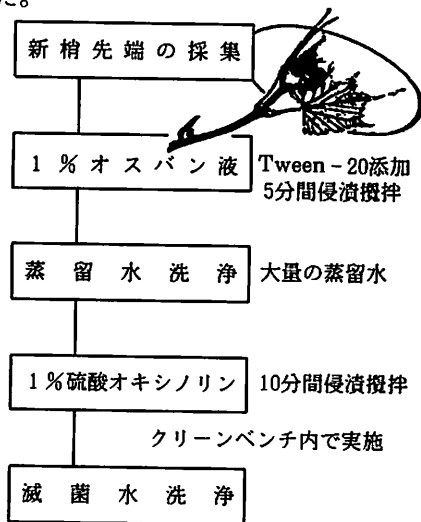 た。
新梢先端の採集
1％オスバン液
Tween－20添加
5分間侵漬攪拌
蒸留水洗浄
大量の蒸留水
1％硫酸オキシノリン
10分間侵漬攪拌
クリーンベンチ内で実施
滅菌水洗浄